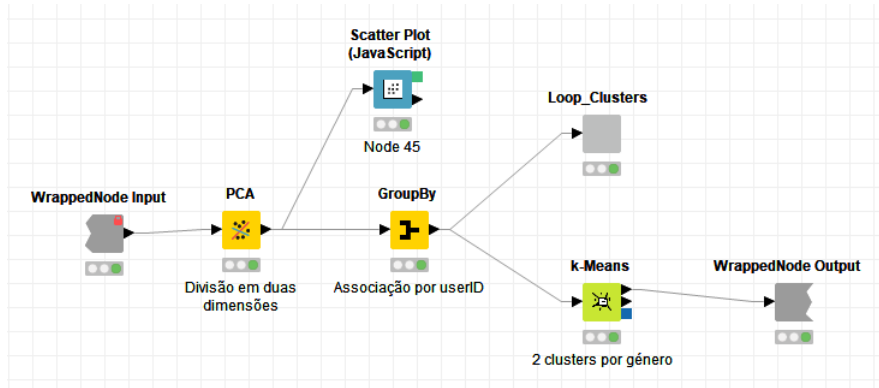 Scatter Plot
(JavaScript)
Node 45
Loop_Clusters
WrappedNode Input
PCA
Divisão em duas
dimensões
GroupBy
Associação por userID
k-Means
2 clusters por género
WrappedNode Output